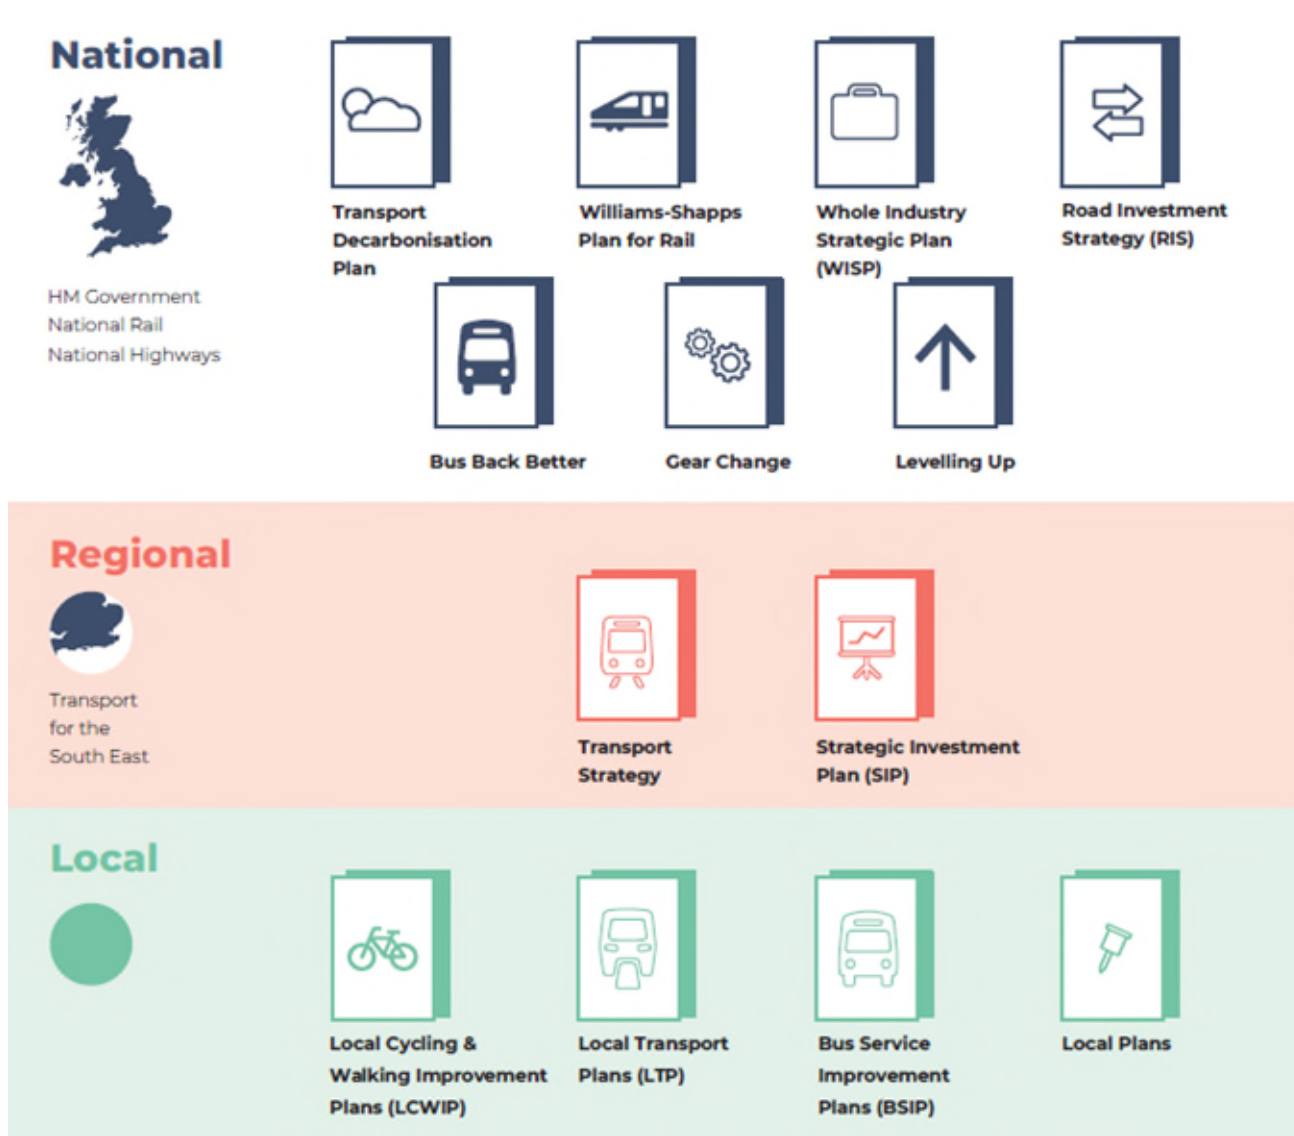 National
HM Government
National Rail
National Highways
Transport
Decarbonisation
Plan
Williams-Shapps
Plan for Rail
Whole Industry
Strategic Plan
(WISP)
Road Investment
Strategy (RIS)
Bus Back Better
Gear Change
Levelling Up
Regional
Transport
for the
South East
Transport
Strategy
Strategic Investment
Plan (SIP)
Local
Local Cycling &
Walking Improvement
Plans (LCWIP)
Local Transport
Plans (LTP)
Bus Service
Improvement
Plans (BSIP)
Local Plans